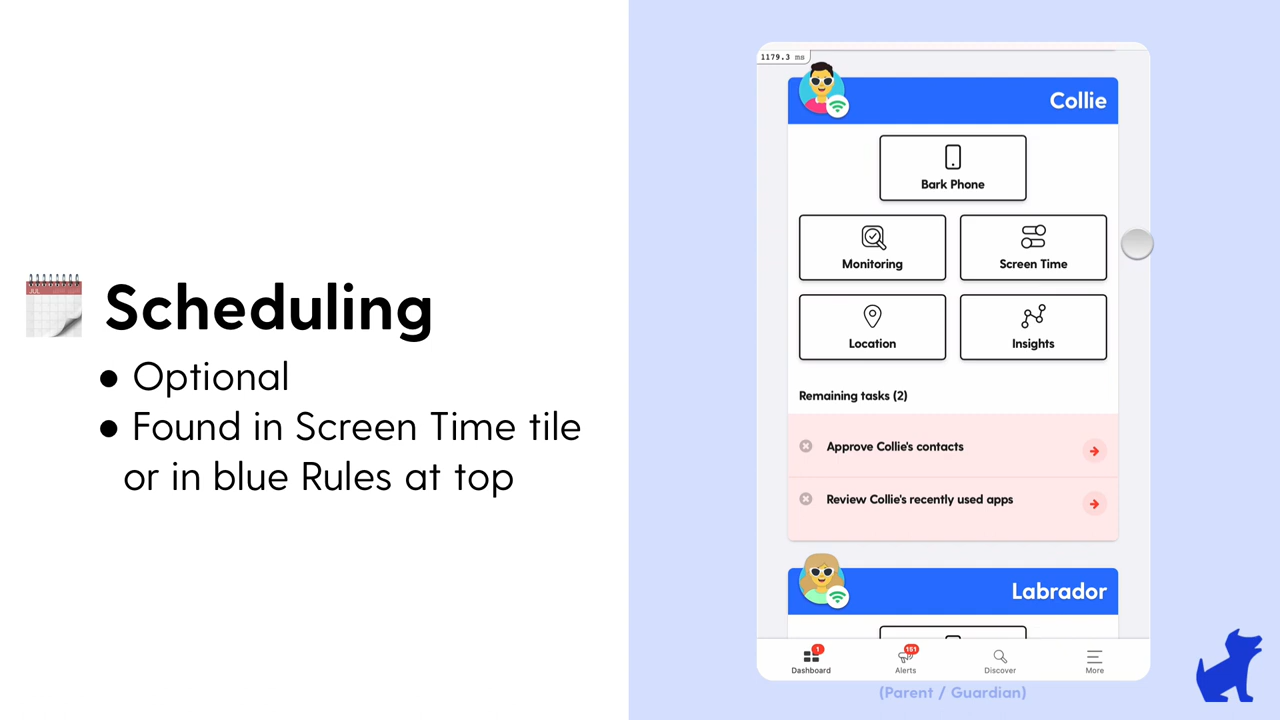 JUL
Scheduling
● Optional
● Found in Screen Time tile
or in blue Rules at top
1179.3 ms
Collie
Bark Phone
Monitoring
Screen Time
Location
Insights
Remaining tasks (2)
Approve Collie's contacts
Review Collie's recently used apps
Labrador
1
Dashboard
151
Alerts
Discover
More
(Parent / Guardian)